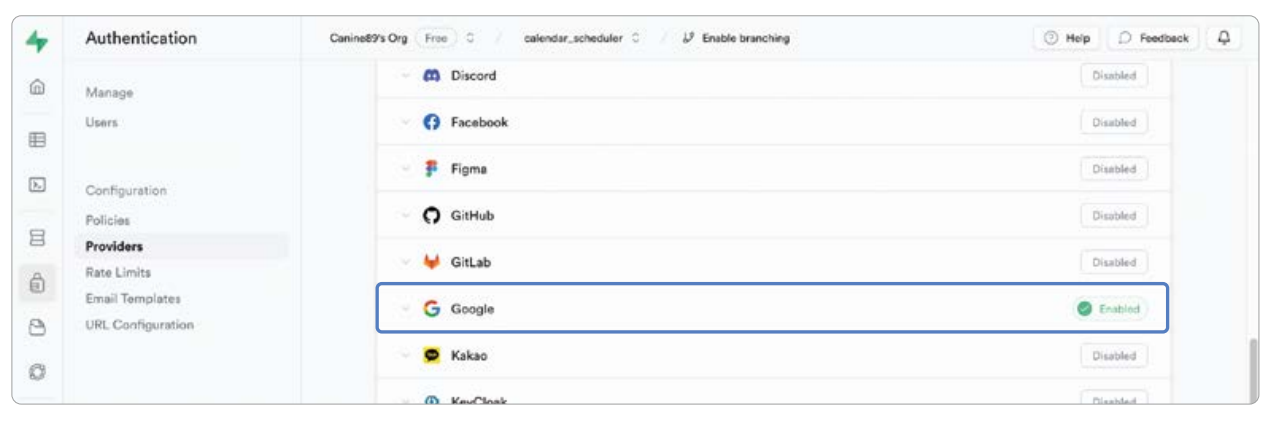 Authentication
Canine89's Org Free / calendar_scheduler / Enable branching
Help
Feedback
Manage
Users
Configuration
Policies
Providers
Rate Limits
Email Templates
URL Configuration
Discord Disabled
Facebook Disabled
Figma Disabled
GitHub Disabled
GitLab Disabled
Google Enabled
Kakao Disabled
KeyCloak Disabled